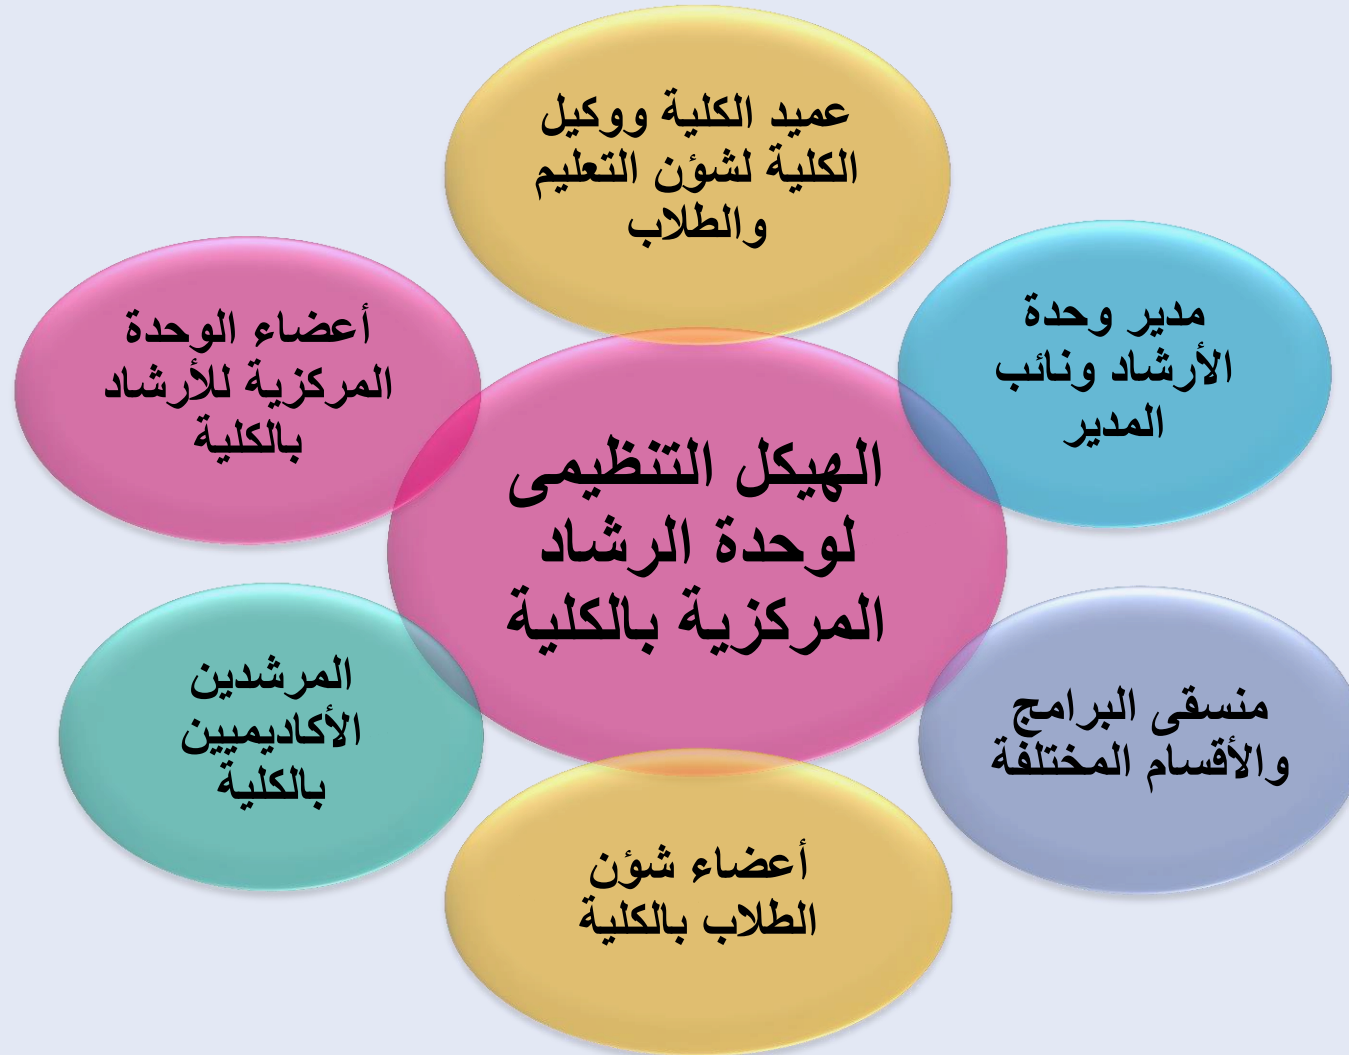 عميد الكلية ووكيل
الكلية لشؤن التعليم
والطلاب
مدير وحدة
الأرشاد ونائب
المدير
أعضاء الوحدة
المركزية للأرشاد
بالكلية
الهيكل التنظيمى
لوحدة الرشاد
المركزية بالكلية
منسقى البرامج
والأقسام المختلفة
المرشدين
الأكاديميين
بالكلية
أعضاء شؤن
الطلاب بالكلية